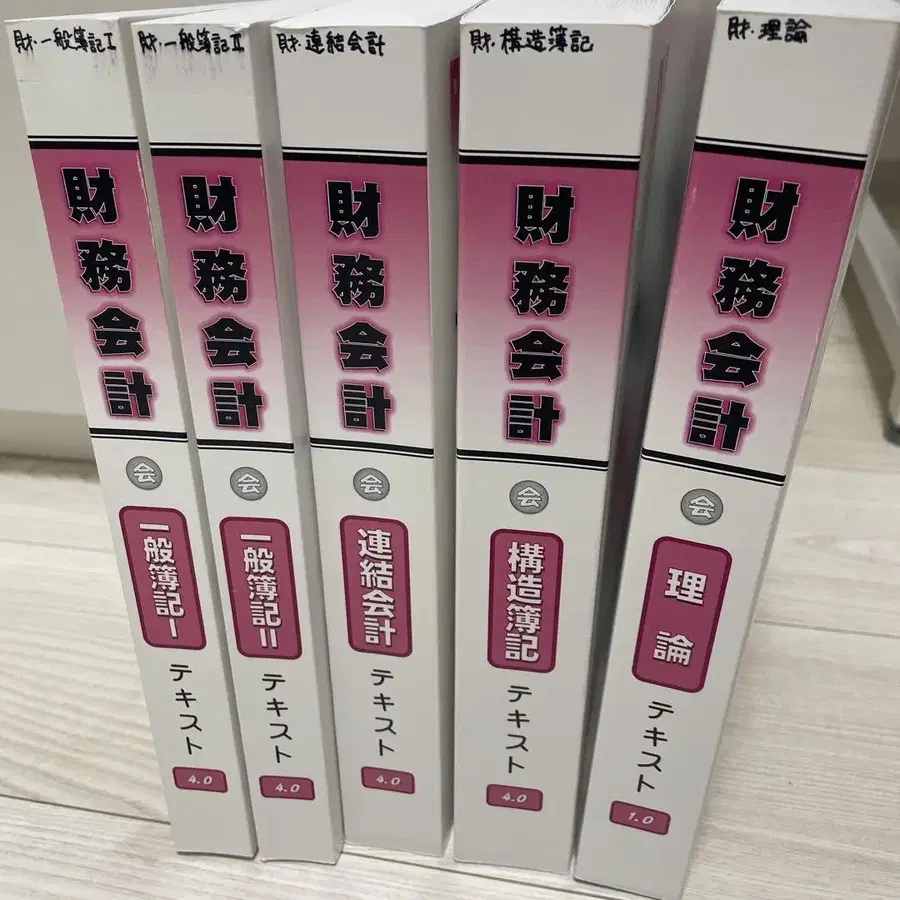 財・一般簿記I
財務会計
会
一般簿記I
テキスト
4.0
財・一般簿記II
財務会計
会
一般簿記II
テキスト
4.0
財・連結会計
財務会計
会
連結会計
テキスト
4.0
財・構造簿記
財務会計
会
構造簿記
テキスト
4.0
財・理論
財務会計
会
理論
テキスト
1.0